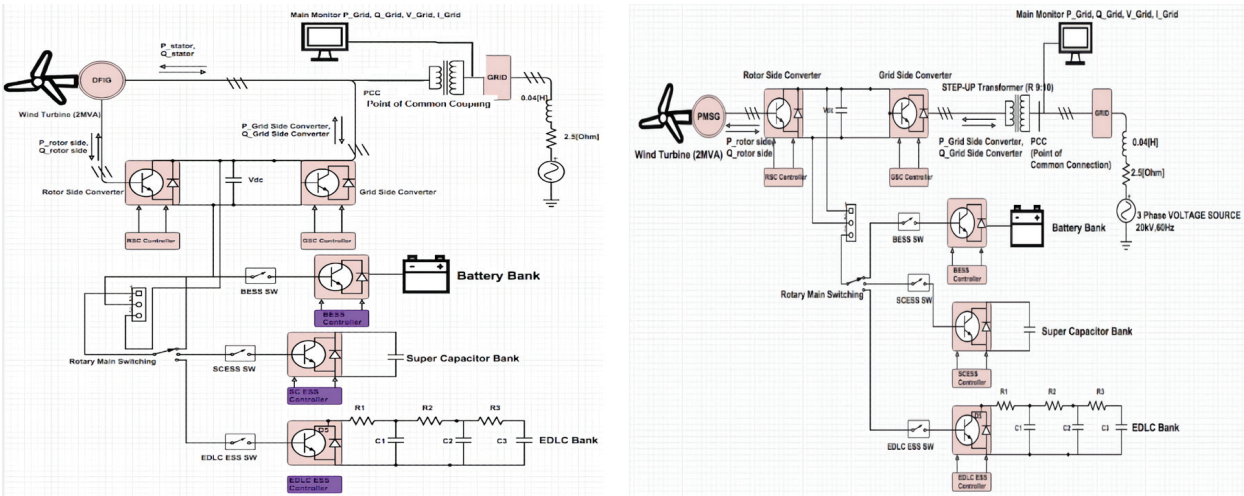 Main Monitor P_Grid, Q_Grid, V_Grid, I_Grid
P_stator,
Q_stator
DFIG
GRID
PCC
Point of Common Couping
0.04[H]
2.5[Ohm]
Wind Turbine (2MVA)
P_Grid Side Converter,
Q_Grid Side Converter
P_rotor side,
Q_rotor side
Rotor Side Converter
Vdc
Grid Side Converter
RSC Controller
GSC Controller
BESS SW
Battery Bank
BESS
Controller
Rotary Main Switching
SCESS SW
Super Capacitor Bank
SC ESS
Controller
R1
R2
R3
D5
C1
C2
C3
EDLC Bank
EDLC ESS SW
EDLC ESS
Controller
Main Monitor P_Grid, Q_Grid, V_Grid, I_Grid
Rotor Side Converter
Grid Side Converter
STEP-UP Transformer (R 9:10)
PMSG
Vdc
GRID
Wind Turbine (2MVA)
P_rotor side,
Q_rotor side
P_Grid Side Converter,
Q_Grid Side Converter
PCC
(Point of
Common Connection)
0.04[H]
2.5[Ohm]
RSC Controller
GSC Controller
3 Phase VOLTAGE SOURCE
20kV,60Hz
BESS SW
Battery Bank
BESS
Controller
Rotary Main Switching
SCESS SW
Super Capacitor Bank
SCESS
Controller
R1
R2
R3
D5
C1
C2
C3
EDLC Bank
EDLC ESS SW
EDLC ESS
Controller